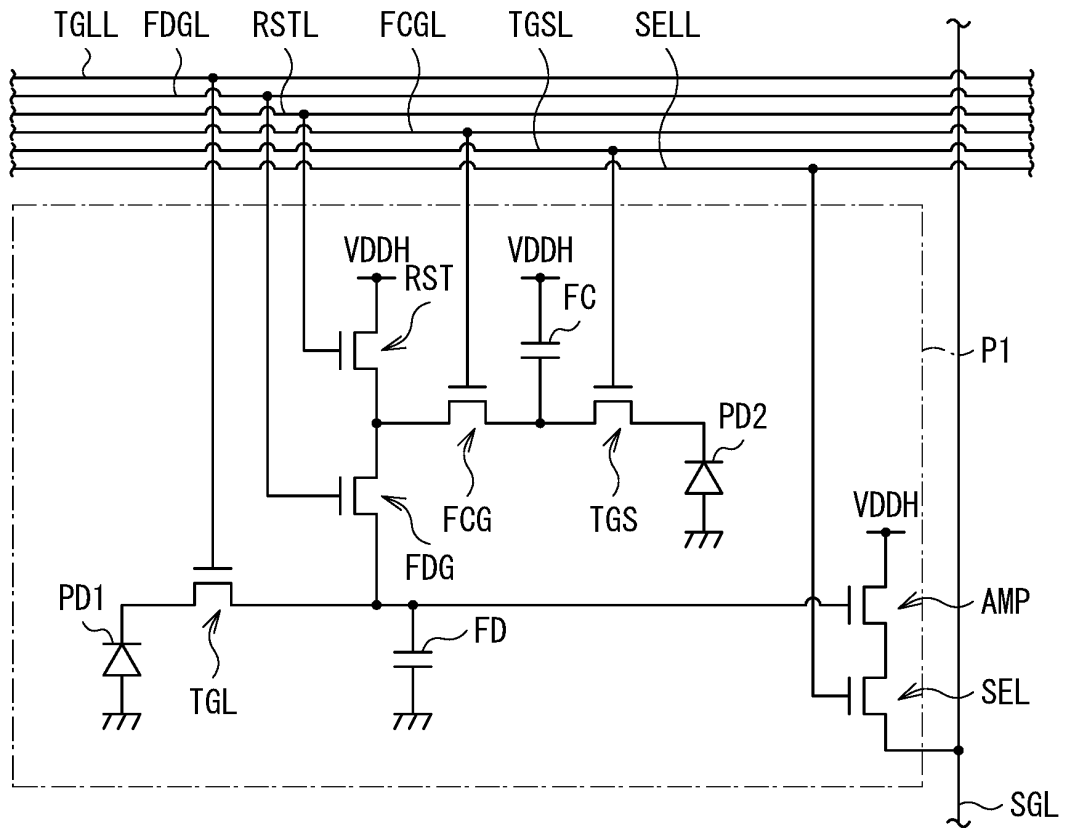 TGLL FDGL RSTL FCGL TGSL SELL
VDDH
RST
VDDH
FC
P1
PD2
FCG
TGS
VDDH
FDG
PD1
AMP
FD
TGL
SEL
SGL